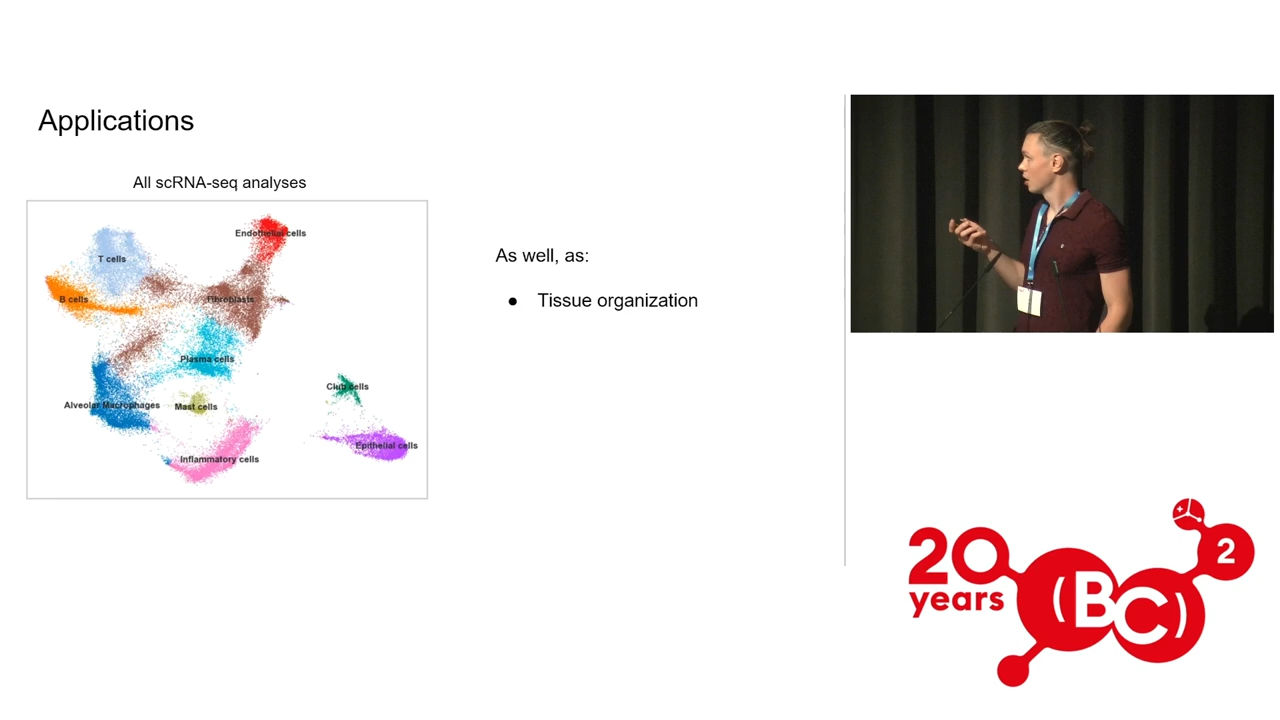 Applications
All scRNA-seq analyses
Endothelial cells
T cells
B cells
Fibroblasts
Plasma cells
Club cells
Alveolar Macrophages
Mast cells
Epithelial cells
Inflammatory cells
As well, as:
● Tissue organization
20
years
(BC)
2